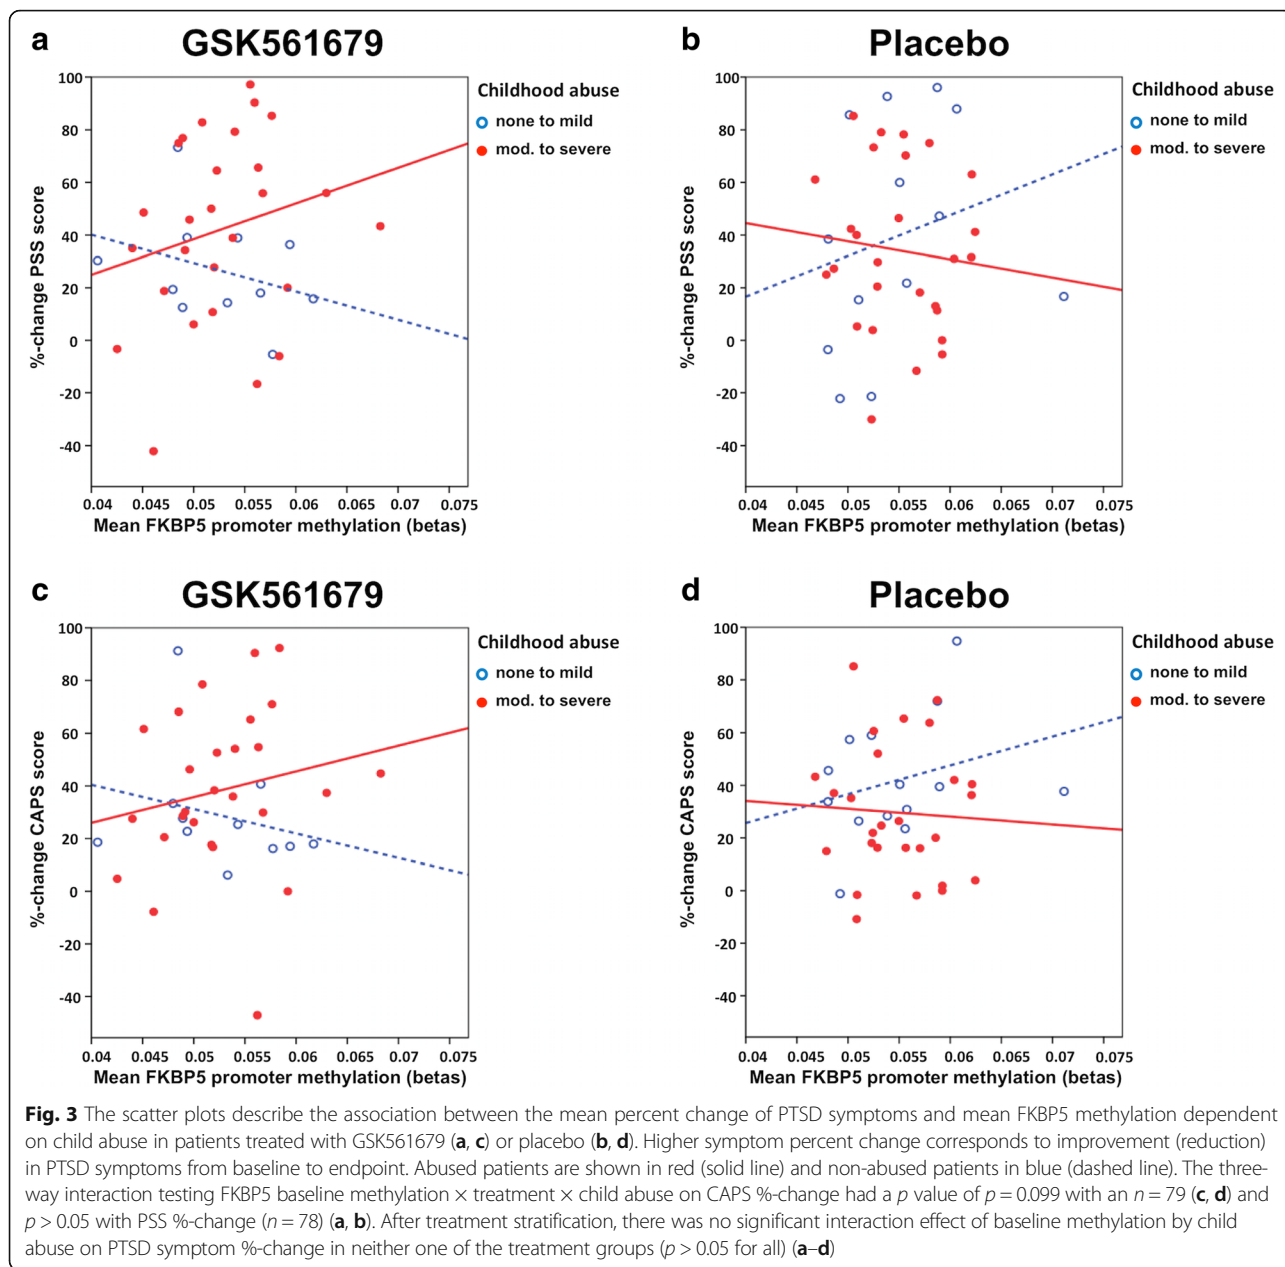 a
GSK561679
100
80
60
40
20
0
-20
-40
%-change PSS score
0.04 0.045 0.05 0.055 0.06 0.065 0.07 0.075
Mean FKBP5 promoter methylation (betas)
Childhood abuse
none to mild
mod. to severe
b
Placebo
100
80
60
40
20
0
-20
-40
%-change PSS score
0.04 0.045 0.05 0.055 0.06 0.065 0.07 0.075
Mean FKBP5 promoter methylation (betas)
Childhood abuse
none to mild
mod. to severe
c
GSK561679
100
80
60
40
20
0
-20
-40
%-change CAPS score
0.04 0.045 0.05 0.055 0.06 0.065 0.07 0.075
Mean FKBP5 promoter methylation (betas)
Childhood abuse
none to mild
mod. to severe
d
Placebo
100
80
60
40
20
0
-20
-40
%-change CAPS score
0.04 0.045 0.05 0.055 0.06 0.065 0.07 0.075
Mean FKBP5 promoter methylation (betas)
Childhood abuse
none to mild
mod. to severe
Fig. 3 The scatter plots describe the association between the mean percent change of PTSD symptoms and mean FKBP5 methylation dependent
on child abuse in patients treated with GSK561679 (a, c) or placebo (b, d). Higher symptom percent change corresponds to improvement (reduction)
in PTSD symptoms from baseline to endpoint. Abused patients are shown in red (solid line) and non-abused patients in blue (dashed line). The three-
way interaction testing FKBP5 baseline methylation × treatment × child abuse on CAPS %-change had a p value of p = 0.099 with an n = 79 (c, d) and
p > 0.05 with PSS %-change (n = 78) (a, b). After treatment stratification, there was no significant interaction effect of baseline methylation by child
abuse on PTSD symptom %-change in neither one of the treatment groups (p > 0.05 for all) (a–d)